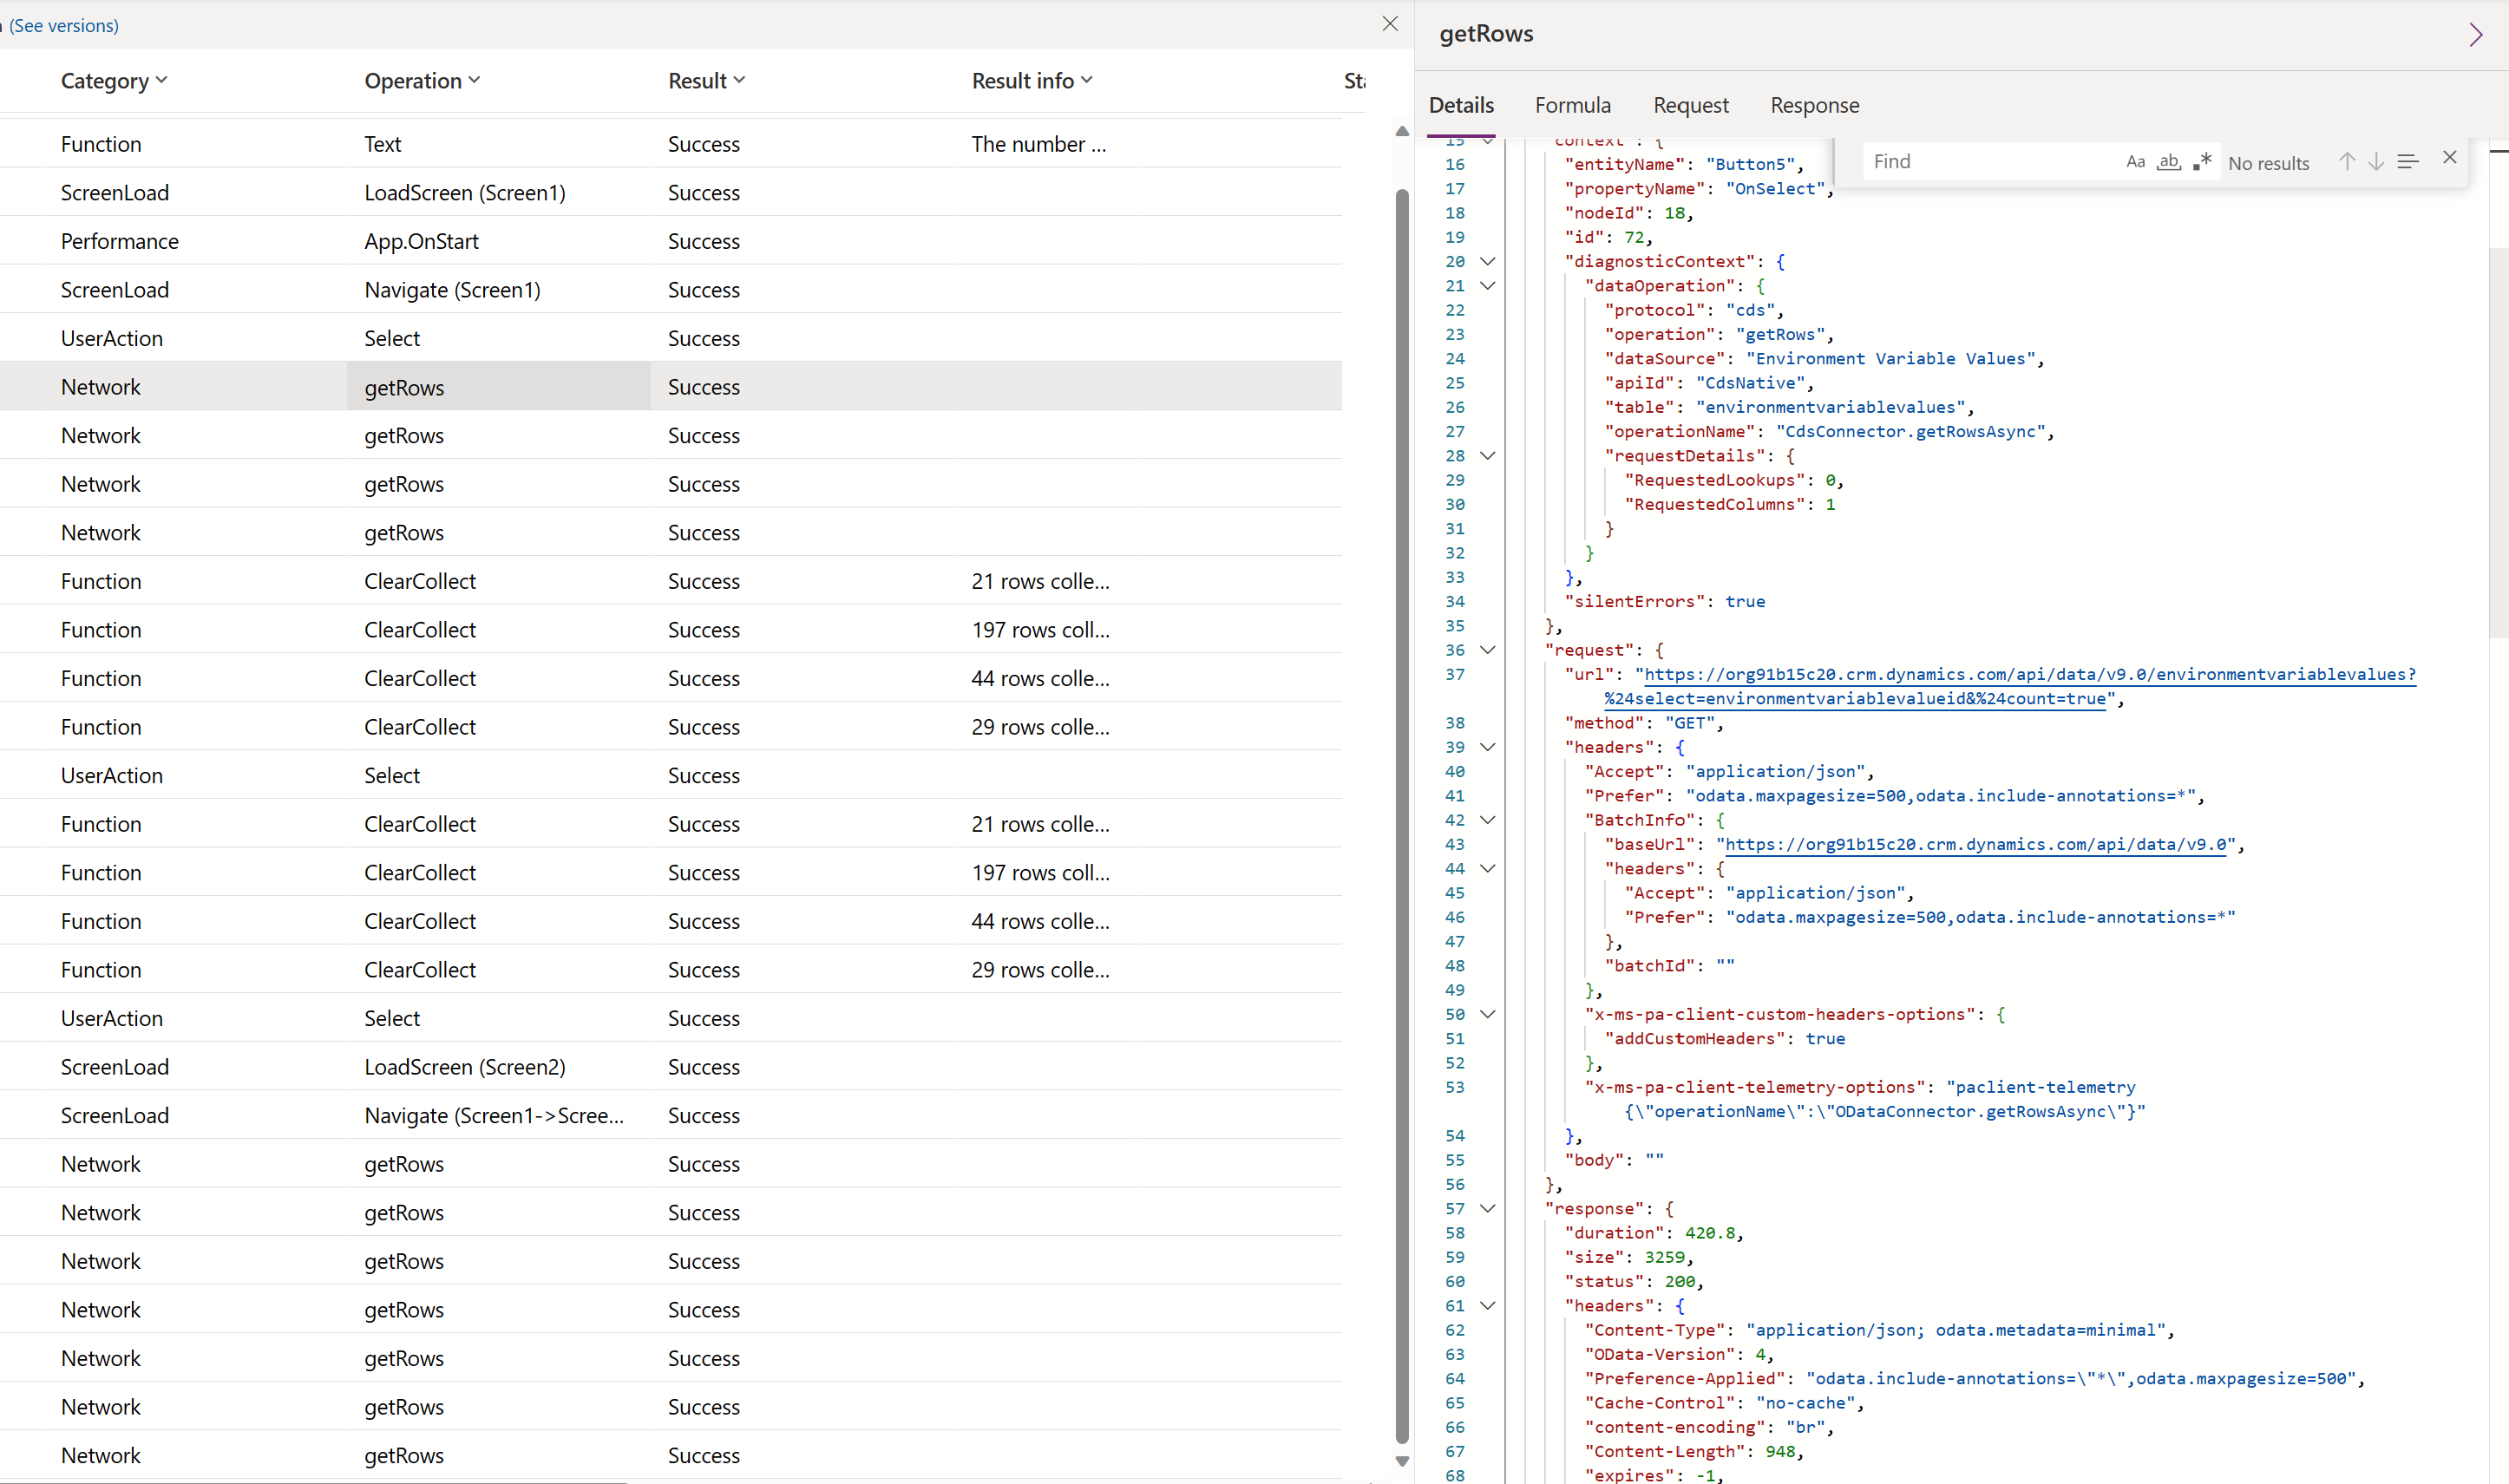 (See versions)
Category Operation Result Result info
Function Text Success The number ...
ScreenLoad LoadScreen (Screen1) Success
Performance App.OnStart Success
ScreenLoad Navigate (Screen1) Success
UserAction Select Success
Network getRows Success
Network getRows Success
Network getRows Success
Network getRows Success
Function ClearCollect Success 21 rows colle...
Function ClearCollect Success 197 rows coll...
Function ClearCollect Success 44 rows colle...
Function ClearCollect Success 29 rows colle...
UserAction Select Success
Function ClearCollect Success 21 rows colle...
Function ClearCollect Success 197 rows coll...
Function ClearCollect Success 44 rows colle...
Function ClearCollect Success 29 rows colle...
UserAction Select Success
ScreenLoad LoadScreen (Screen2) Success
ScreenLoad Navigate (Screen1->Scree... Success
Network getRows Success
Network getRows Success
Network getRows Success
Network getRows Success
Network getRows Success
Network getRows Success
Network getRows Success
getRows
Details Formula Request Response
Find Aa ab .* No results
15 "context": {
16 "entityName": "Button5",
17 "propertyName": "OnSelect",
18 "nodeId": 18,
19 "id": 72,
20 "diagnosticContext": {
21 "dataOperation": {
22 "protocol": "cds",
23 "operation": "getRows",
24 "dataSource": "Environment Variable Values",
25 "apiId": "CdsNative",
26 "table": "environmentvariablevalues",
27 "operationName": "CdsConnector.getRowsAsync",
28 "requestDetails": {
29 "RequestedLookups": 0,
30 "RequestedColumns": 1
31 }
32 }
33 },
34 "silentErrors": true
35 },
36 "request": {
37 "url": "https://org91b15c20.crm.dynamics.com/api/data/v9.0/environmentvariablevalues?
%24select=environmentvariablevalueid&%24count=true",
38 "method": "GET",
39 "headers": {
40 "Accept": "application/json",
41 "Prefer": "odata.maxpagesize=500,odata.include-annotations=*",
42 "BatchInfo": {
43 "baseUrl": "https://org91b15c20.crm.dynamics.com/api/data/v9.0",
44 "headers": {
45 "Accept": "application/json",
46 "Prefer": "odata.maxpagesize=500,odata.include-annotations=*"
47 },
48 "batchId": ""
49 },
50 "x-ms-pa-client-custom-headers-options": {
51 "addCustomHeaders": true
52 },
53 "x-ms-pa-client-telemetry-options": "paclient-telemetry
{\"operationName\":\"ODataConnector.getRowsAsync\"}"
54 },
55 "body": ""
56 },
57 "response": {
58 "duration": 420.8,
59 "size": 3259,
60 "status": 200,
61 "headers": {
62 "Content-Type": "application/json; odata.metadata=minimal",
63 "OData-Version": 4,
64 "Preference-Applied": "odata.include-annotations=\"*\",odata.maxpagesize=500",
65 "Cache-Control": "no-cache",
66 "content-encoding": "br",
67 "Content-Length": 948,
68 "expires": -1,